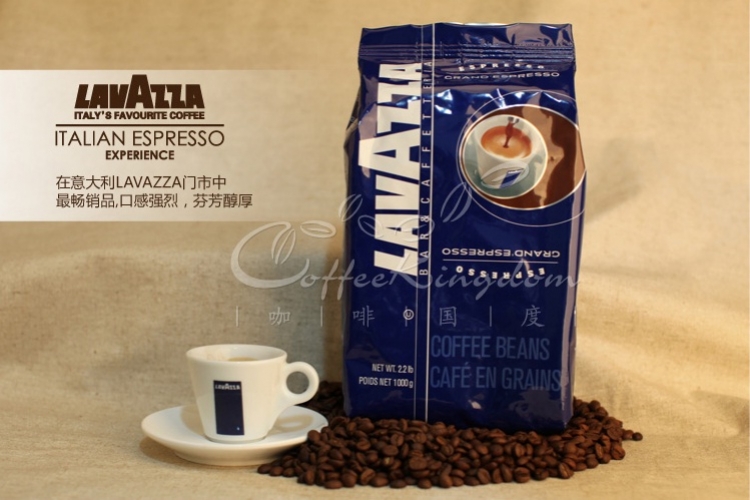 LAVAZZA
ITALY'S FAVOURITE COFFEE
ITALIAN ESPRESSO
EXPERIENCE
在意大利LAVAZZA门市中
最畅销品,口感强烈，芬芳醇厚
ESPRESSO
GRAND ESPRESSO
LAVAZZA
BAR&CAFFETTERIA
GRAND'ESPRESSO
ESPRESSO
CoffeeKingdom
咖啡中国度
COFFEE BEANS
NET WT. 2.2 lb
POIDS NET 1000 g
CAFÉ EN GRAINS
LAVAZZA